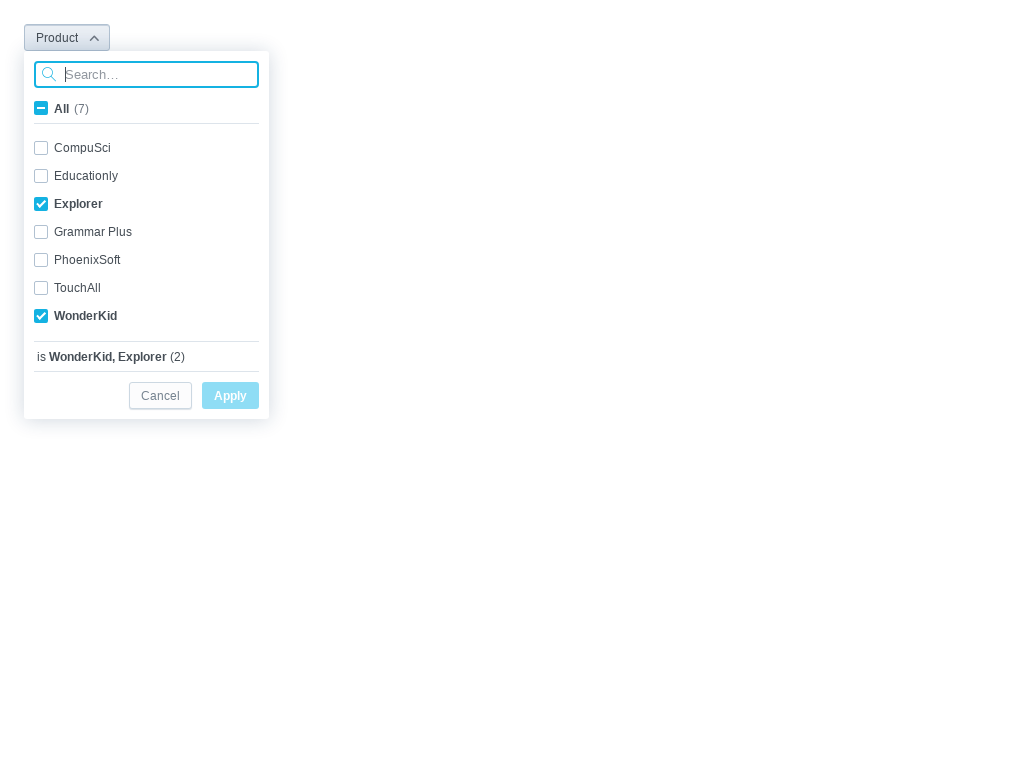 Product
Search…
All (7)
CompuSci
Educationly
Explorer
Grammar Plus
PhoenixSoft
TouchAll
WonderKid
is WonderKid, Explorer (2)
Cancel Apply